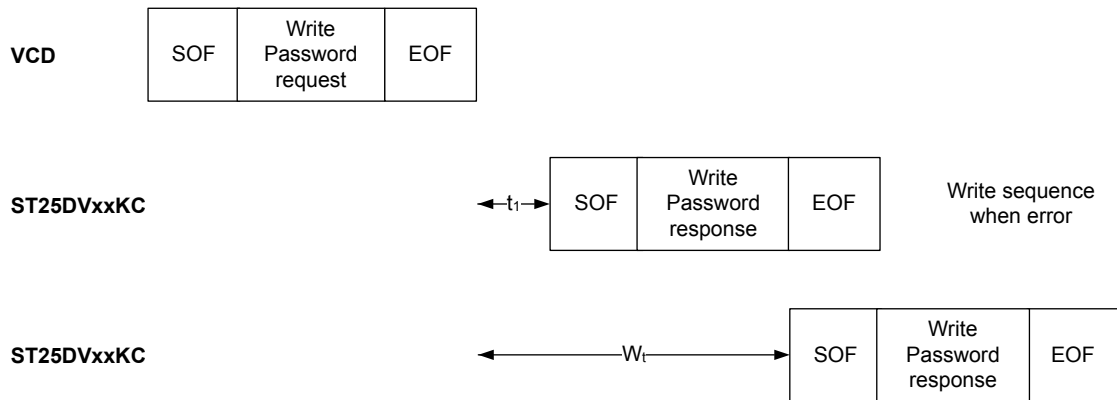 VCD
SOF
Write
Password
request
EOF
ST25DVxxKC
t₁
SOF
Write
Password
response
EOF
Write sequence
when error
ST25DVxxKC
Wₜ
SOF
Write
Password
response
EOF